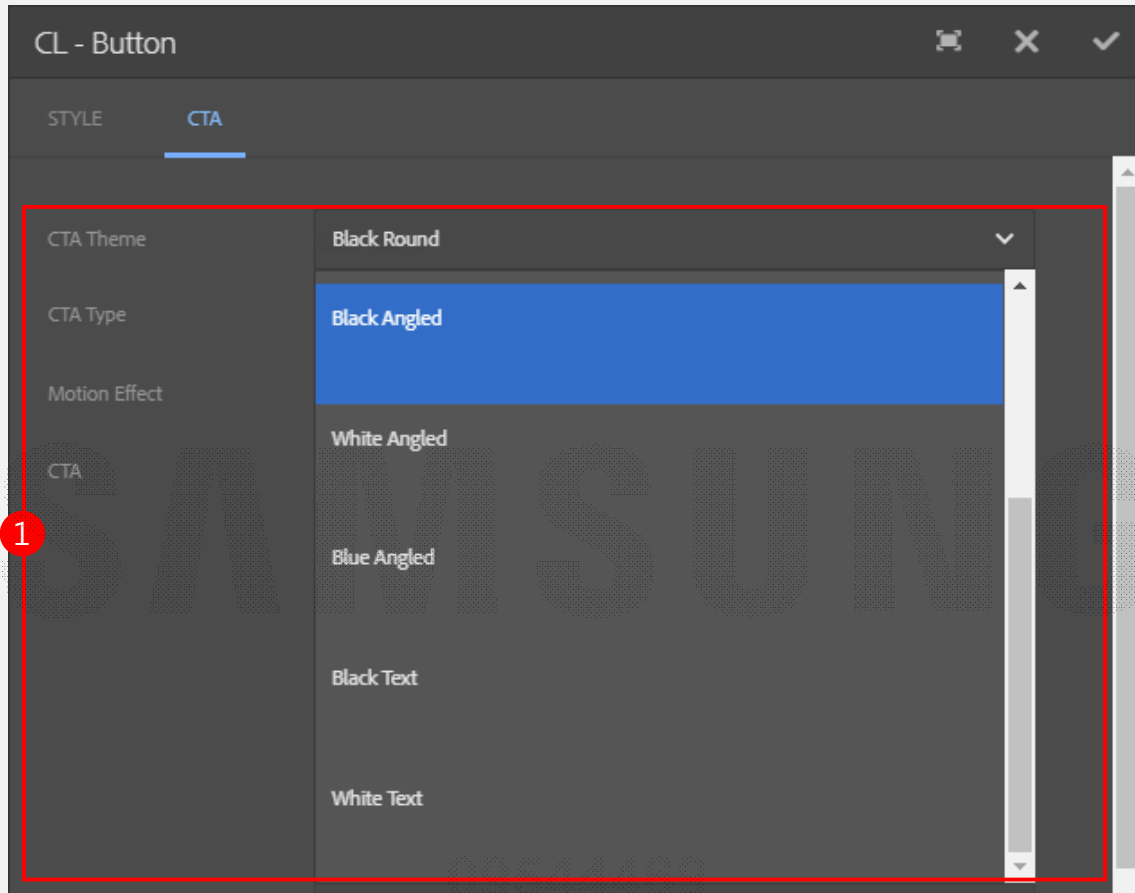 CL - Button
STYLE CTA
CTA Theme Black Round
CTA Type Black Angled
Motion Effect
White Angled
CTA
SAMSUNG
1
Blue Angled
Black Text
White Text